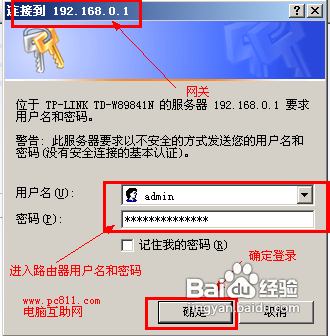 连接到 192.168.0.1
网关
位于 TP-LINK TD-W89841N 的服务器 192.168.0.1 要求
用户名和密码。
警告: 此服务器要求以不安全的方式发送您的用户名和
密码(没有安全连接的基本认证)。
用户名(U):
admin
密码(P):
**************
记住我的密码(R)
进入路由器用户名和密码
确定登录
www.pc811.com
电脑互助网
确定
取消
Baidu 经验
jingyan.baidu.com